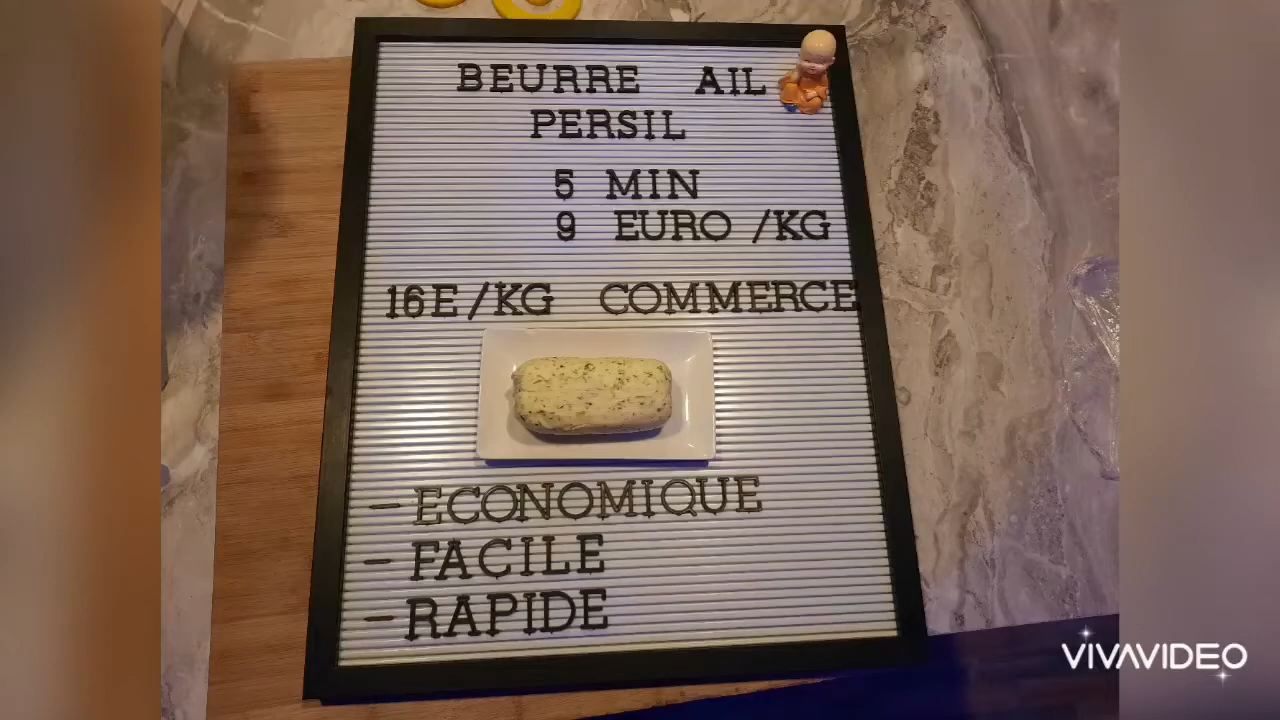 BEURRE AIL
PERSIL
5 MIN
9 EURO /KG
16E/KG COMMERCE
- ECONOMIQUE
- FACILE
- RAPIDE
VIVAVIDEO